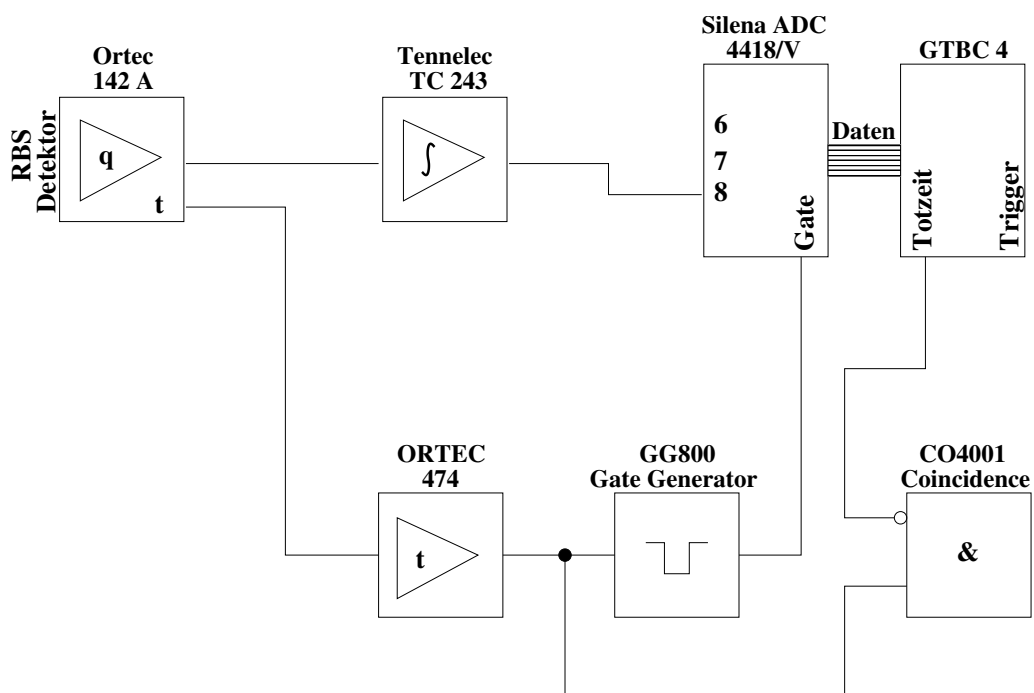 Ortec
142 A
RBS
Detektor
q
t
Tennelec
TC 243
∫
Silena ADC
4418/V
6
7
8
Gate
Daten
GTBC 4
Totzeit
Trigger
ORTEC
474
t
GG800
Gate Generator
CO4001
Coincidence
&